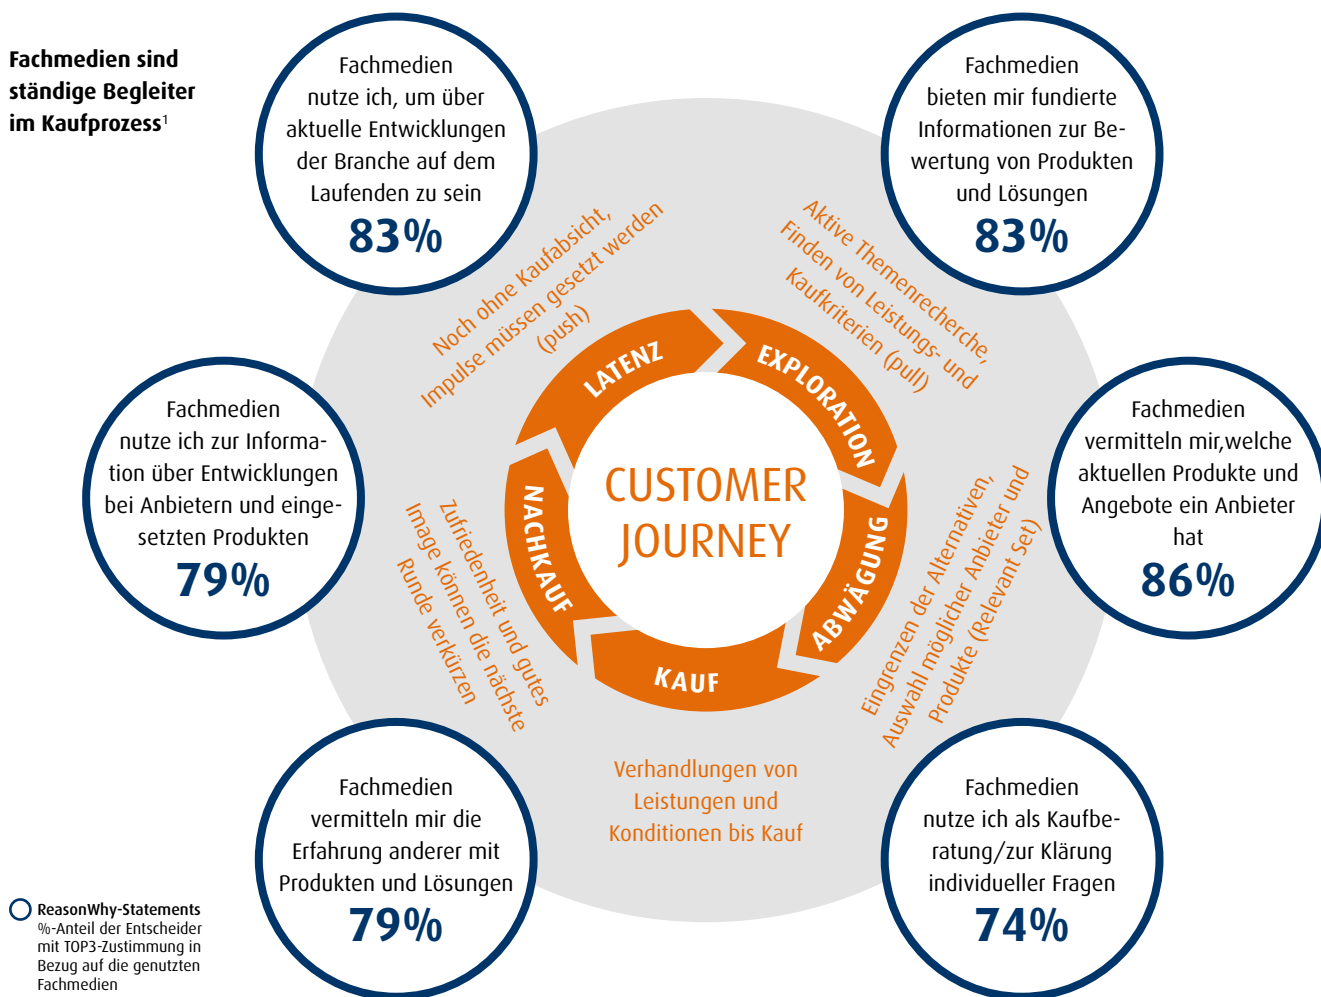 Fachmedien sind
ständige Begleiter
im Kaufprozess¹
Fachmedien
nutze ich, um über
aktuelle Entwicklungen
der Branche auf dem
Laufenden zu sein
83%
Fachmedien
bieten mir fundierte
Informationen zur Be-
wertung von Produkten
und Lösungen
83%
Noch ohne Kaufabsicht,
Impulse müssen gesetzt werden
(push)
Aktive Themenrecherche,
Finden von Leistungs- und
Kaufkriterien (pull)
LATENZ
EXPLORATION
ABWÄGUNG
KAUF
NACHKAUF
CUSTOMER
JOURNEY
Fachmedien
nutze ich zur Informa-
tion über Entwicklungen
bei Anbietern und einge-
setzten Produkten
79%
Fachmedien
vermitteln mir,welche
aktuellen Produkte und
Angebote ein Anbieter
hat
86%
Zufriedenheit und gutes
Image können die nächste
Runde verkürzen
Eingrenzen der Alternativen,
Auswahl möglicher Anbieter und
Produkte (Relevant Set)
Verhandlungen von
Leistungen und
Konditionen bis Kauf
Fachmedien
vermitteln mir die
Erfahrung anderer mit
Produkten und Lösungen
79%
Fachmedien
nutze ich als Kaufbe-
ratung/zur Klärung
individueller Fragen
74%
ReasonWhy-Statements
%-Anteil der Entscheider
mit TOP3-Zustimmung in
Bezug auf die genutzten
Fachmedien